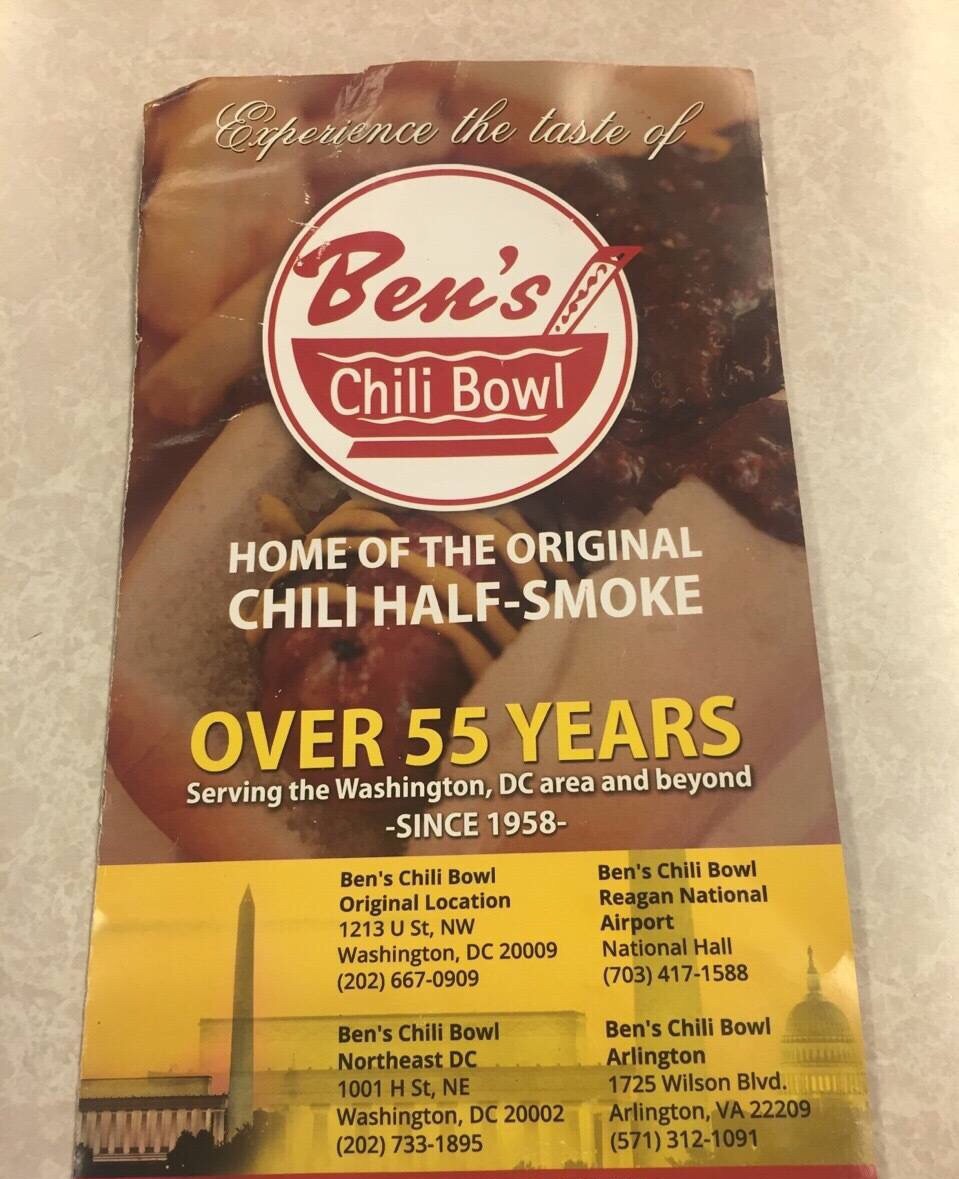 Experience the taste of
Ben's
Chili Bowl
HOME OF THE ORIGINAL
CHILI HALF-SMOKE
OVER 55 YEARS
Serving the Washington, DC area and beyond
-SINCE 1958-
Ben's Chili Bowl
Original Location
1213 U St, NW
Washington, DC 20009
(202) 667-0909
Ben's Chili Bowl
Reagan National
Airport
National Hall
(703) 417-1588
Ben's Chili Bowl
Northeast DC
1001 H St, NE
Washington, DC 20002
(202) 733-1895
Ben's Chili Bowl
Arlington
1725 Wilson Blvd.
Arlington, VA 22209
(571) 312-1091